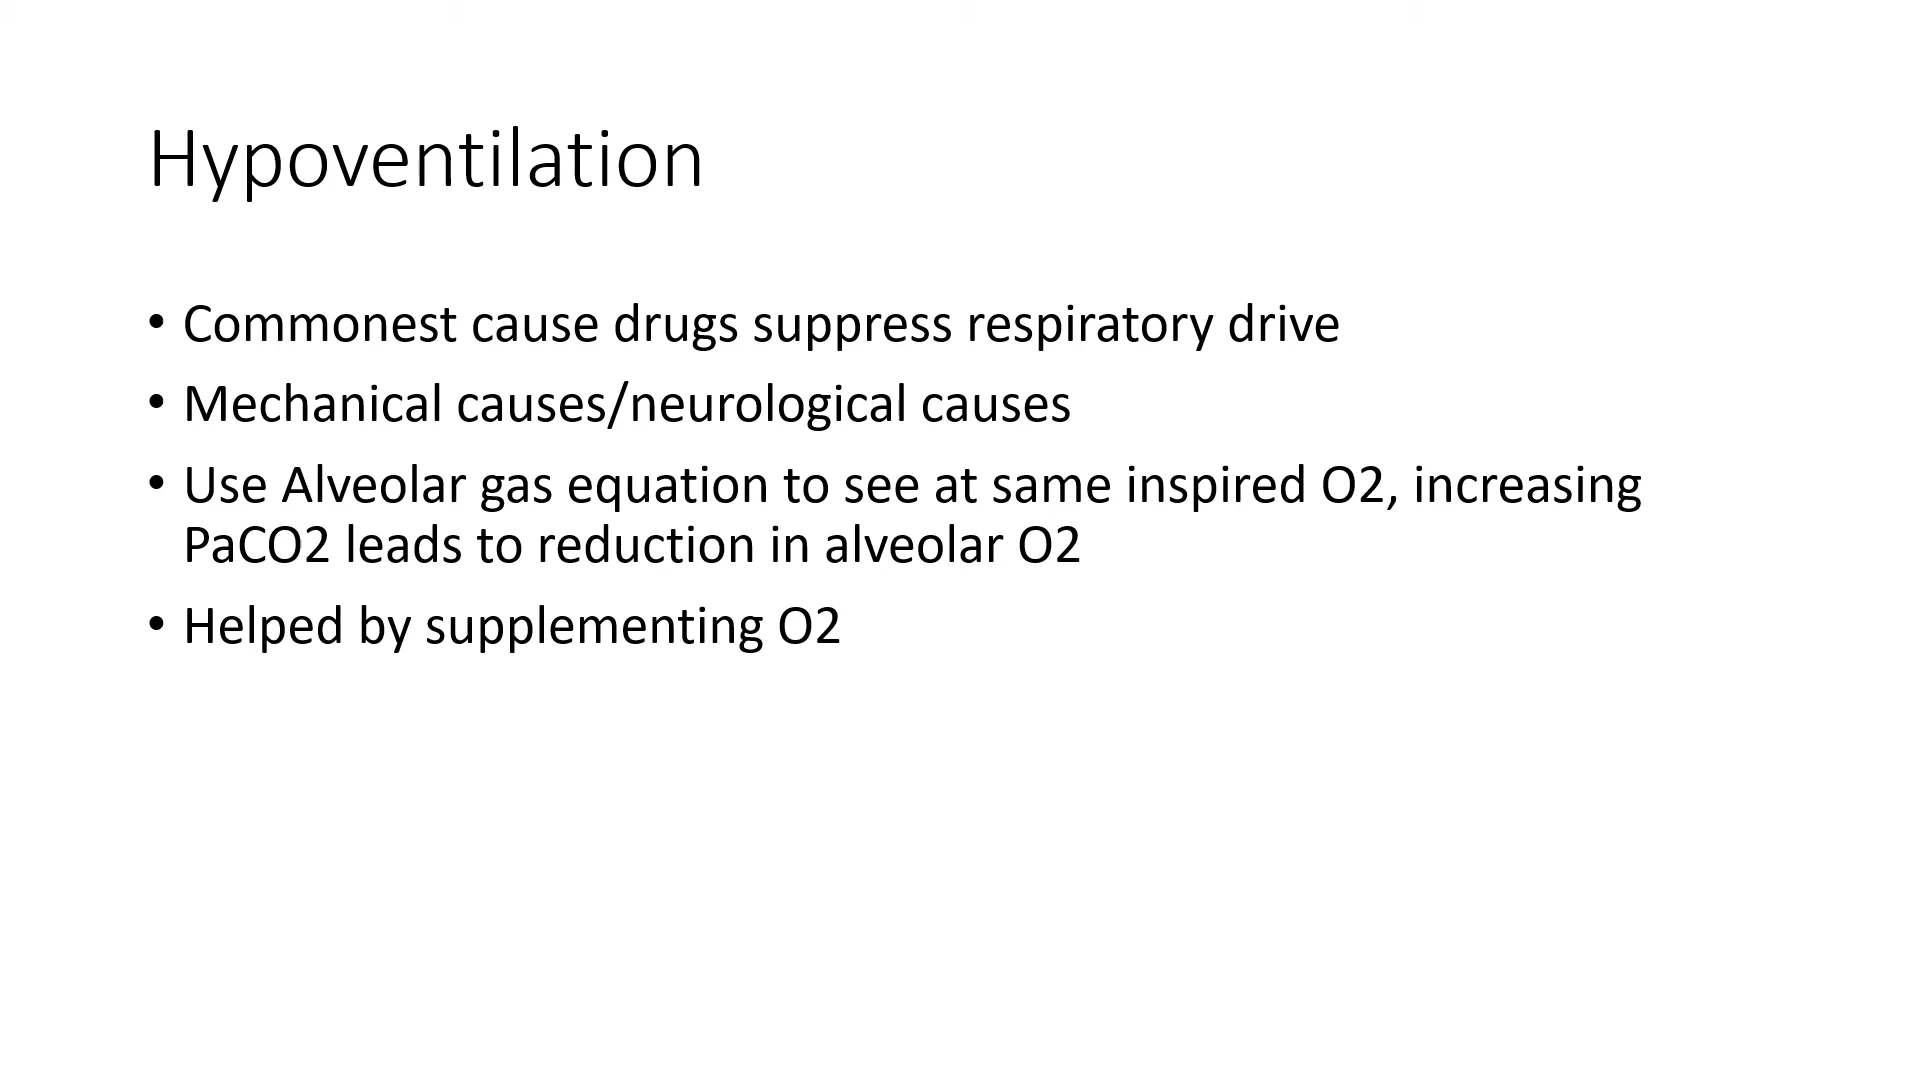 Hypoventilation
• Commonest cause drugs suppress respiratory drive
• Mechanical causes/neurological causes
• Use Alveolar gas equation to see at same inspired O2, increasing
PaCO2 leads to reduction in alveolar O2
• Helped by supplementing O2